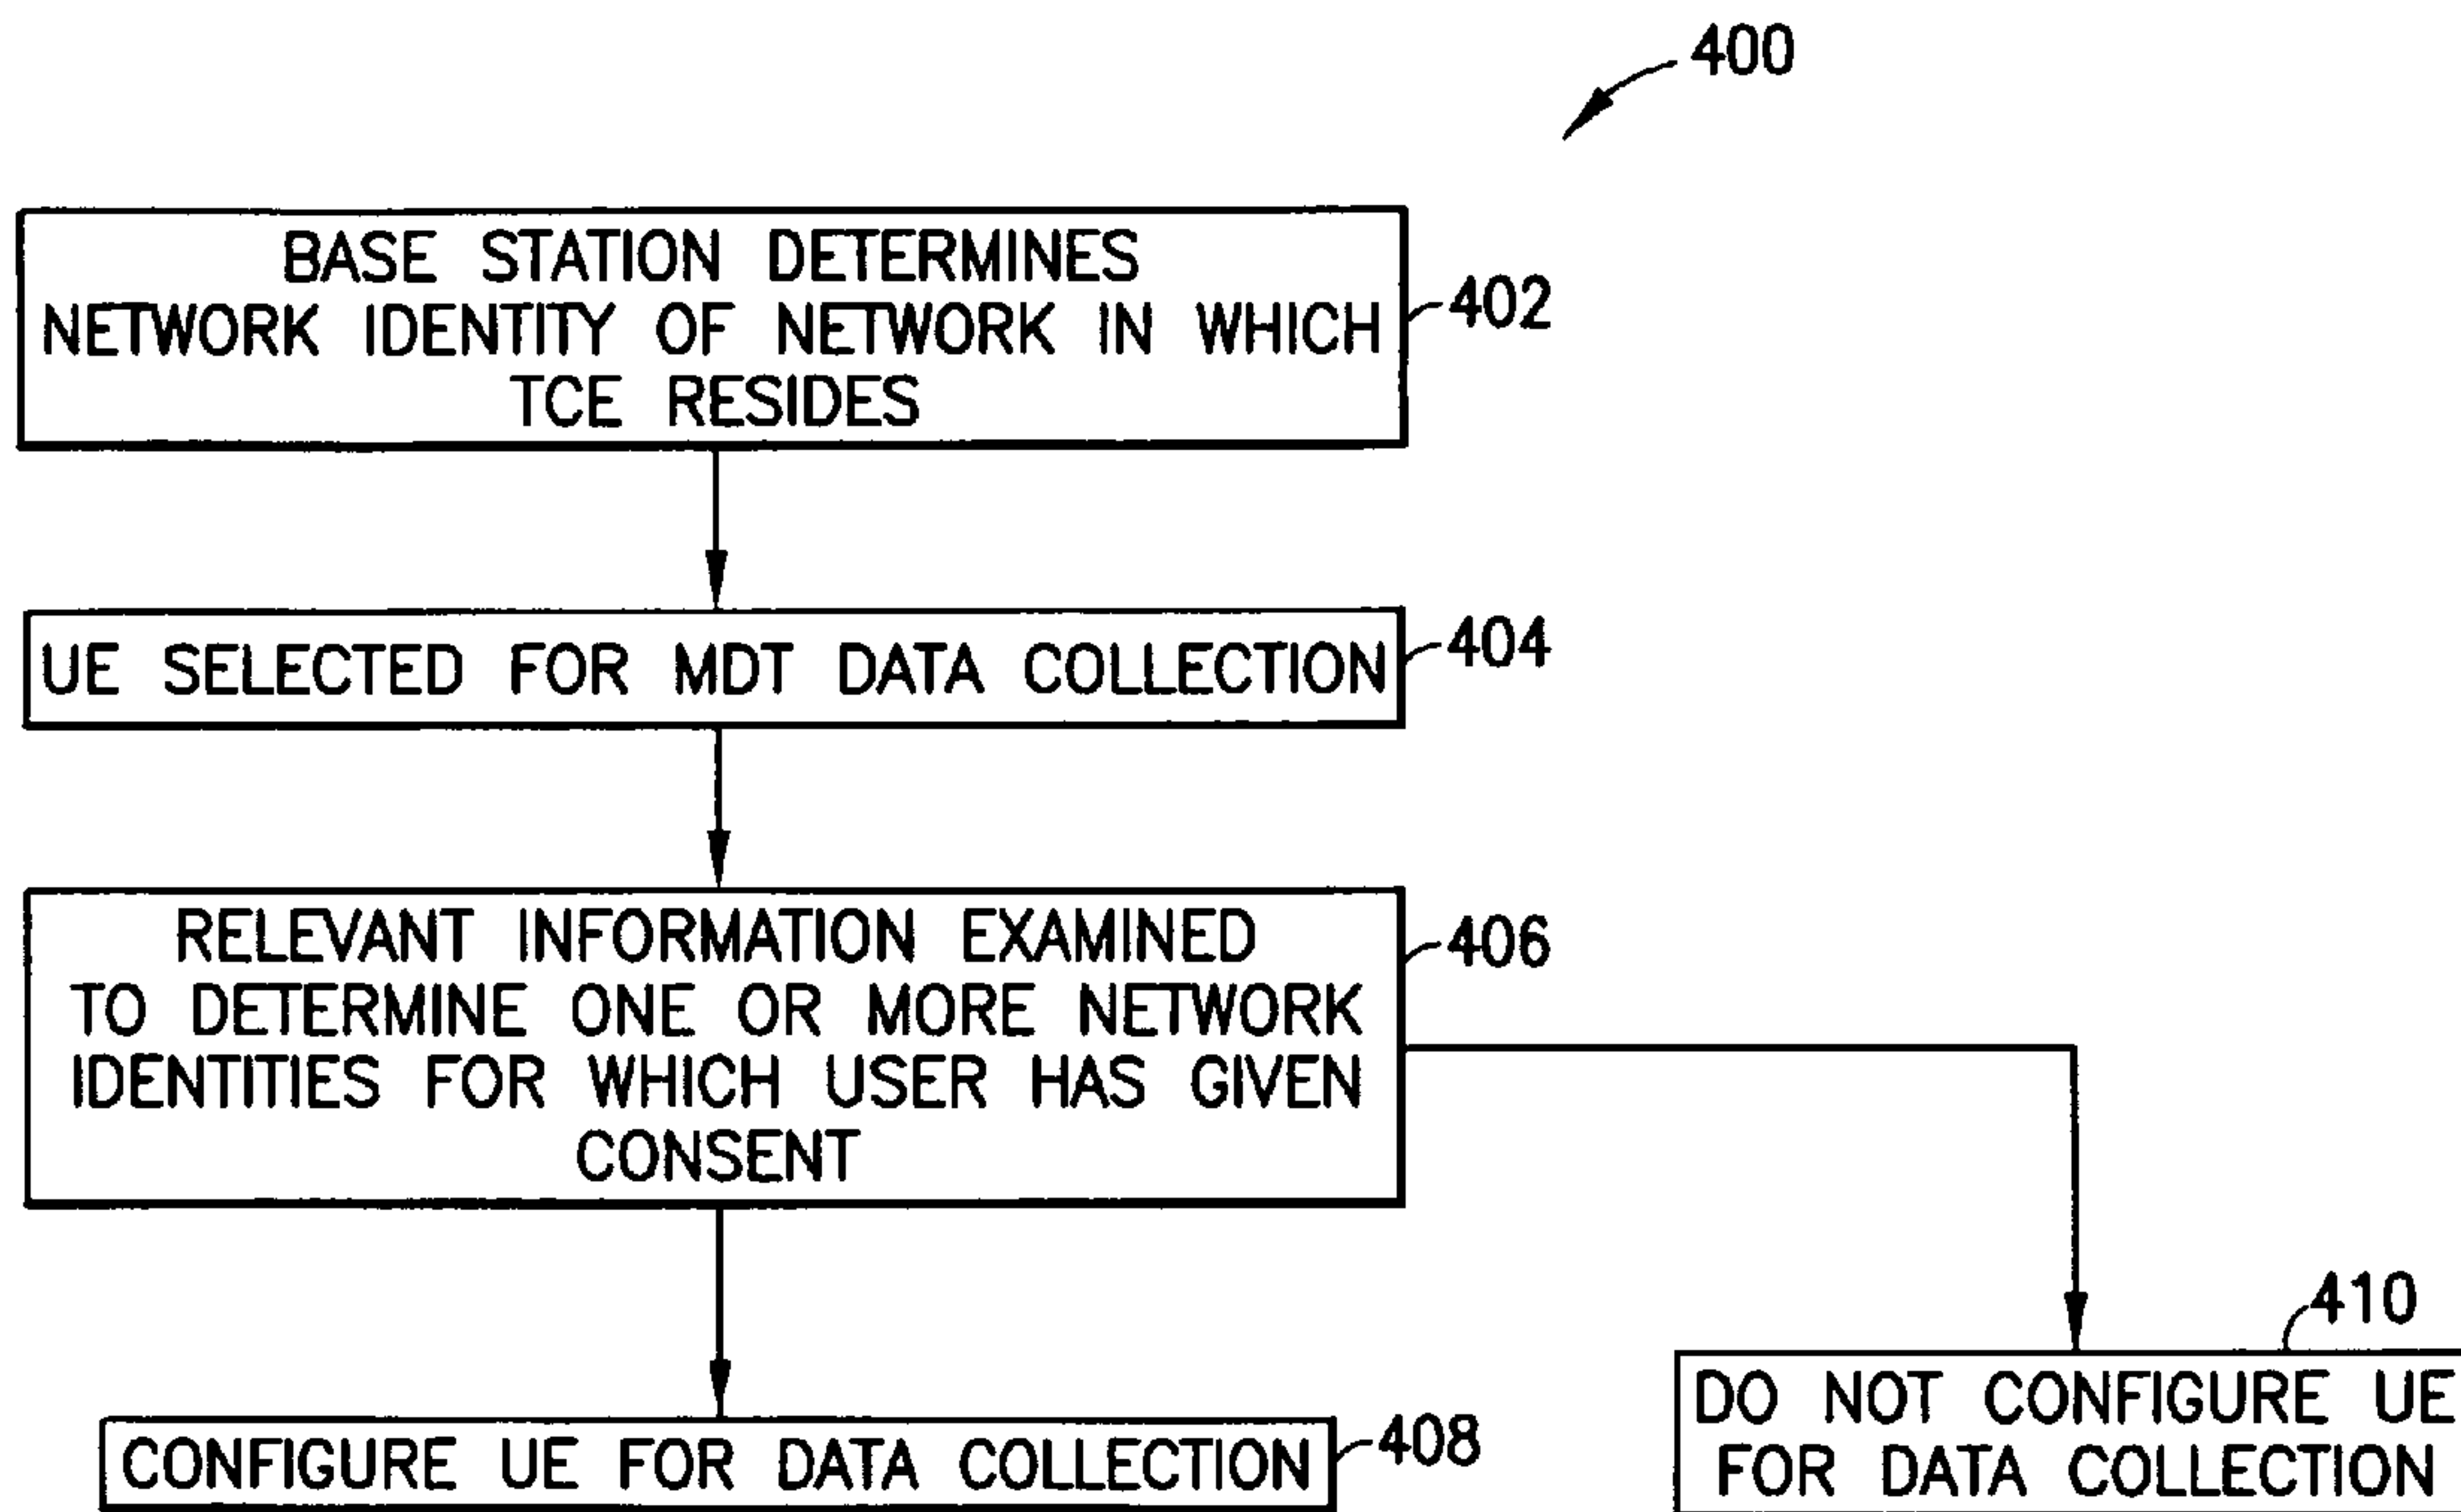 400
BASE STATION DETERMINES
NETWORK IDENTITY OF NETWORK IN WHICH
TCE RESIDES
402
UE SELECTED FOR MDT DATA COLLECTION
404
RELEVANT INFORMATION EXAMINED
TO DETERMINE ONE OR MORE NETWORK
IDENTITIES FOR WHICH USER HAS GIVEN
CONSENT
406
CONFIGURE UE FOR DATA COLLECTION
408
410
DO NOT CONFIGURE UE
FOR DATA COLLECTION